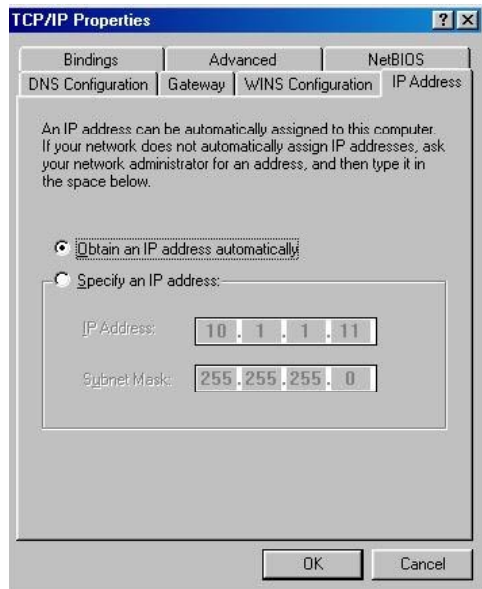 TCP/IP Properties ? ×
Bindings Advanced NetBIOS
DNS Configuration Gateway WINS Configuration IP Address
An IP address can be automatically assigned to this computer.
If your network does not automatically assign IP addresses, ask
your network administrator for an address, and then type it in
the space below.
Obtain an IP address automatically
Specify an IP address:
IP Address: 10 . 1 . 1 . 11
Subnet Mask: 255 . 255 . 255 . 0
OK Cancel